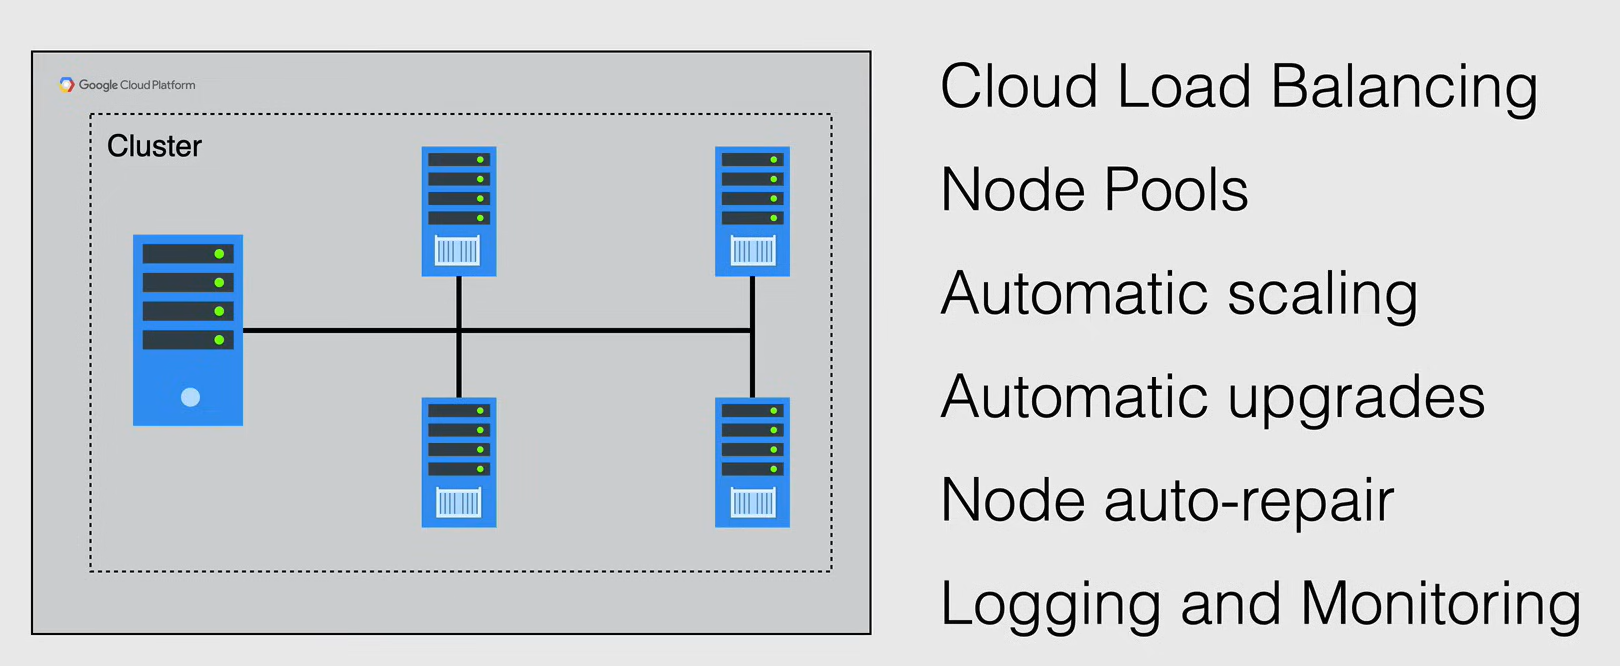 Google Cloud Platform
Cluster
Cloud Load Balancing
Node Pools
Automatic scaling
Automatic upgrades
Node auto-repair
Logging and Monitoring